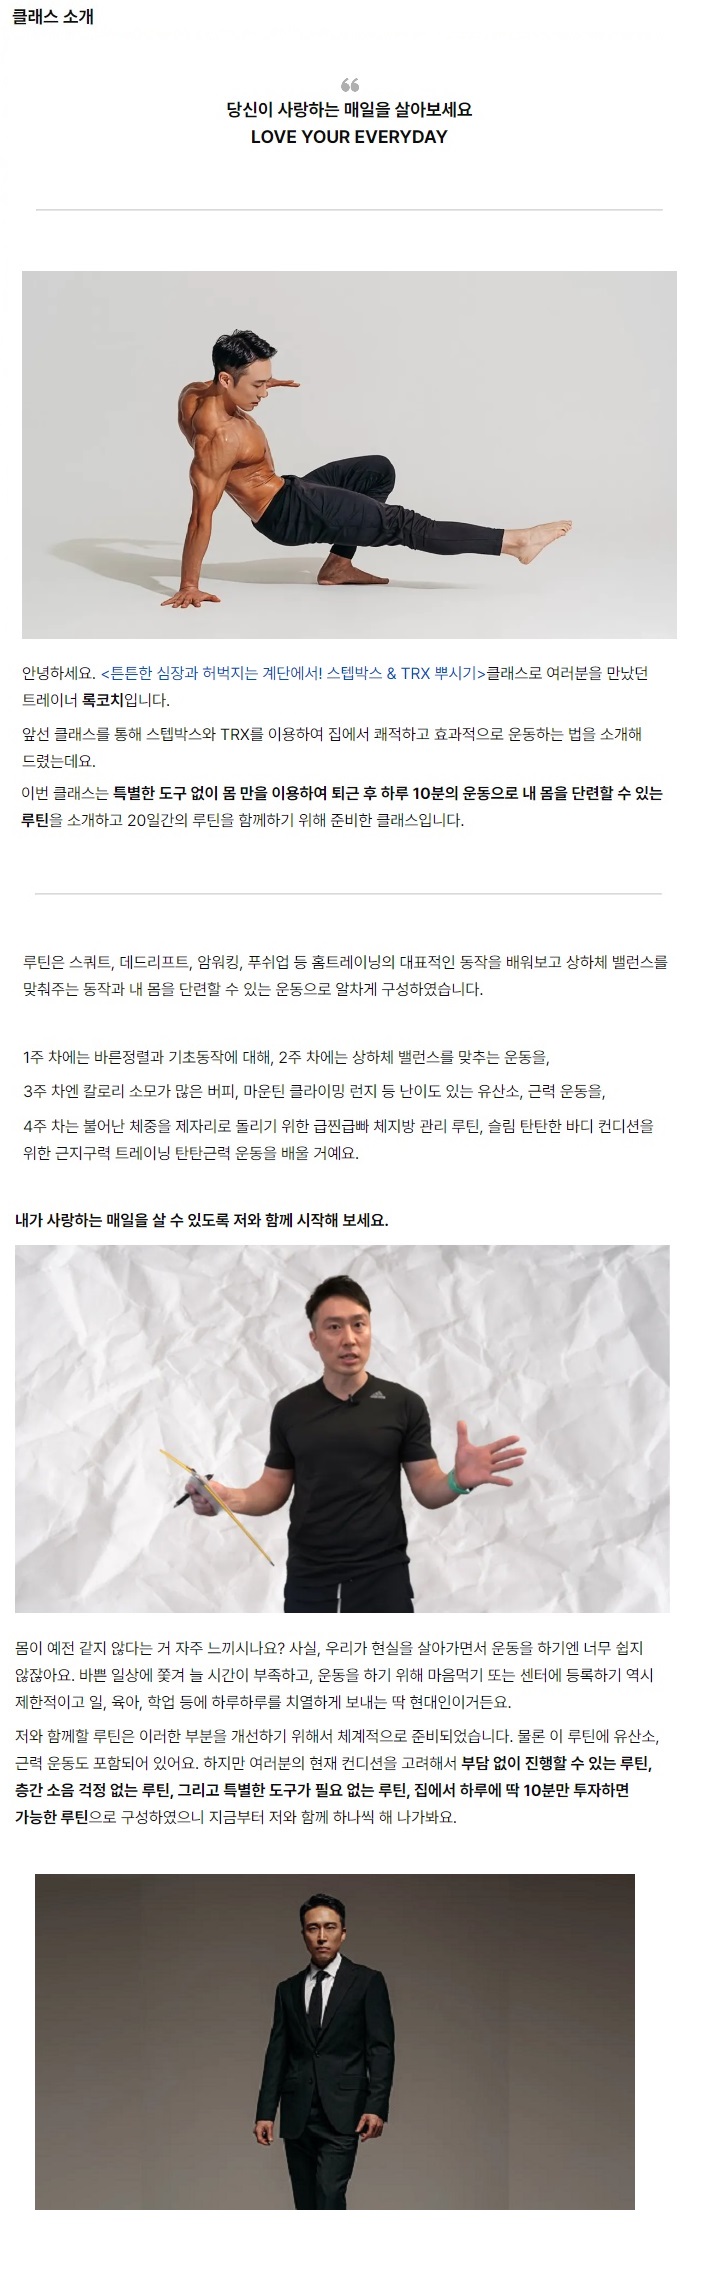 클래스 소개
❝
당신이 사랑하는 매일을 살아보세요
LOVE YOUR EVERYDAY
안녕하세요. <튼튼한 심장과 허벅지는 계단에서! 스텝박스 & TRX 뿌시기>클래스로 여러분을 만났던
트레이너 록코치입니다.
앞선 클래스를 통해 스텝박스와 TRX를 이용하여 집에서 쾌적하고 효과적으로 운동하는 법을 소개해
드렸는데요.
이번 클래스는 특별한 도구 없이 몸 만을 이용하여 퇴근 후 하루 10분의 운동으로 내 몸을 단련할 수 있는
루틴을 소개하고 20일간의 루틴을 함께하기 위해 준비한 클래스입니다.
루틴은 스쿼트, 데드리프트, 암워킹, 푸쉬업 등 홈트레이닝의 대표적인 동작을 배워보고 상하체 밸런스를
맞춰주는 동작과 내 몸을 단련할 수 있는 운동으로 알차게 구성하였습니다.
1주 차에는 바른정렬과 기초동작에 대해, 2주 차에는 상하체 밸런스를 맞추는 운동을,
3주 차엔 칼로리 소모가 많은 버피, 마운틴 클라이밍 런지 등 난이도 있는 유산소, 근력 운동을,
4주 차는 불어난 체중을 제자리로 돌리기 위한 급찐급빠 체지방 관리 루틴, 슬림 탄탄한 바디 컨디션을
위한 근지구력 트레이닝 탄탄근력 운동을 배울 거예요.
내가 사랑하는 매일을 살 수 있도록 저와 함께 시작해 보세요.
몸이 예전 같지 않다는 거 자주 느끼시나요? 사실, 우리가 현실을 살아가면서 운동을 하기엔 너무 쉽지
않잖아요. 바쁜 일상에 쫓겨 늘 시간이 부족하고, 운동을 하기 위해 마음먹기 또는 센터에 등록하기 역시
제한적이고 일, 육아, 학업 등에 하루하루를 치열하게 보내는 딱 현대인이거든요.
저와 함께할 루틴은 이러한 부분을 개선하기 위해서 체계적으로 준비되었습니다. 물론 이 루틴에 유산소,
근력 운동도 포함되어 있어요. 하지만 여러분의 현재 컨디션을 고려해서 부담 없이 진행할 수 있는 루틴,
층간 소음 걱정 없는 루틴, 그리고 특별한 도구가 필요 없는 루틴, 집에서 하루에 딱 10분만 투자하면
가능한 루틴으로 구성하였으니 지금부터 저와 함께 하나씩 해 나가봐요.